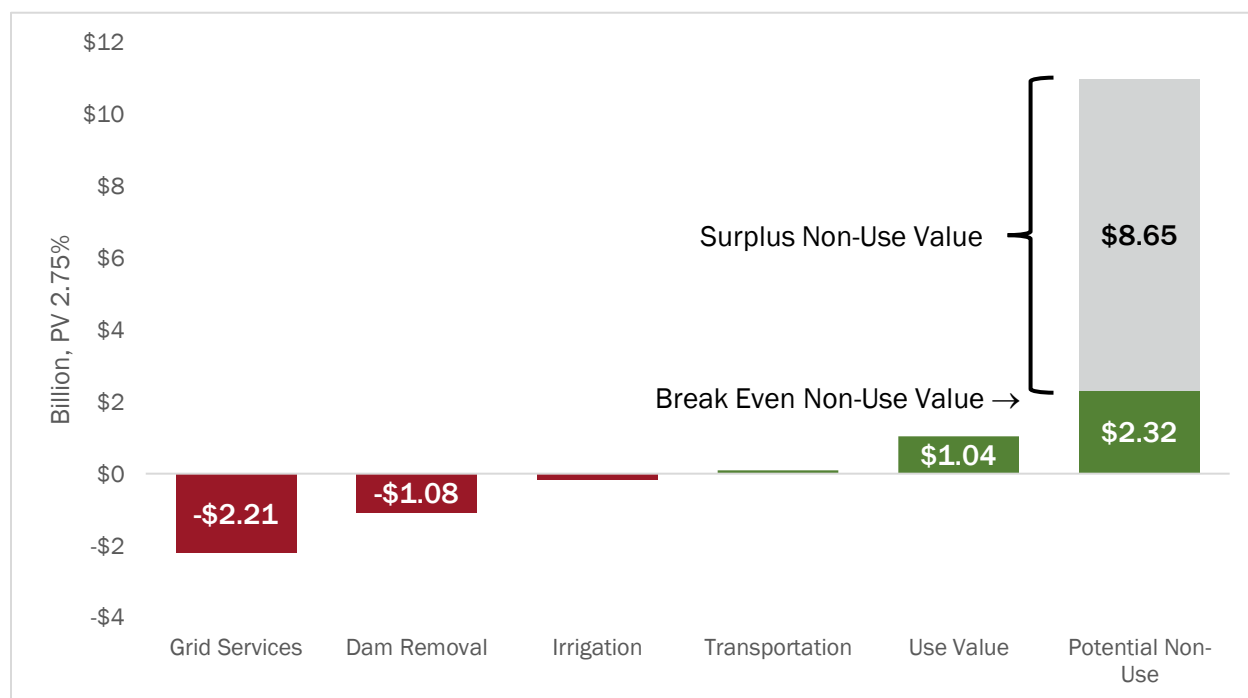 $12
$10
$8
$6
$4
$2
$0
-$2
-$4
Billion, PV 2.75%
Surplus Non-Use Value
$8.65
Break Even Non-Use Value →
$2.32
$1.04
-$1.08
-$2.21
Grid Services
Dam Removal
Irrigation
Transportation
Use Value
Potential Non-
Use